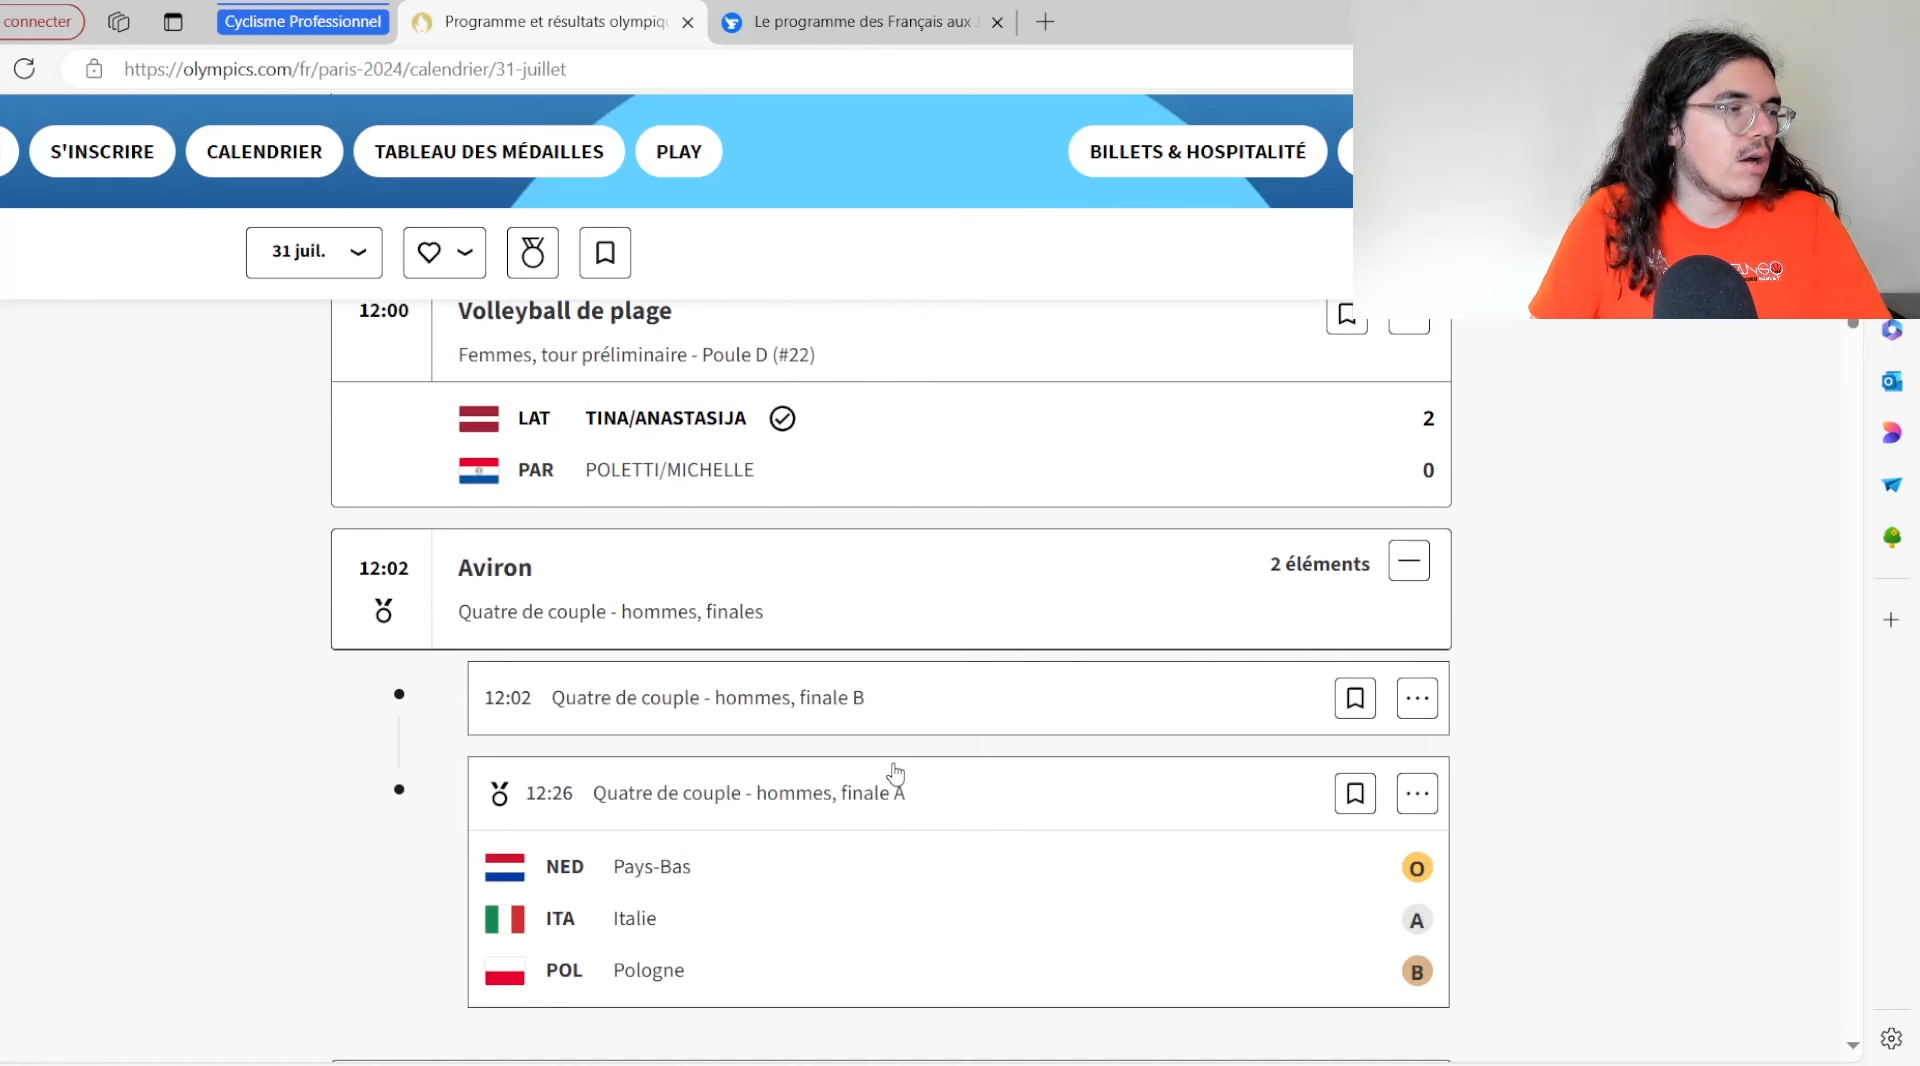 connecter
Cyclisme Professionnel
Programme et résultats olympiq
Le programme des Français aux J
https://olympics.com/fr/paris-2024/calendrier/31-juillet
S'INSCRIRE
CALENDRIER
TABLEAU DES MÉDAILLES
PLAY
BILLETS & HOSPITALITÉ
31 juil.
12:00 Volleyball de plage
Femmes, tour préliminaire - Poule D (#22)
LAT TINA/ANASTASIJA 2
PAR POLETTI/MICHELLE 0
12:02 Aviron 2 éléments
Quatre de couple - hommes, finales
12:02 Quatre de couple - hommes, finale B
12:26 Quatre de couple - hommes, finale A
NED Pays-Bas O
ITA Italie A
POL Pologne B